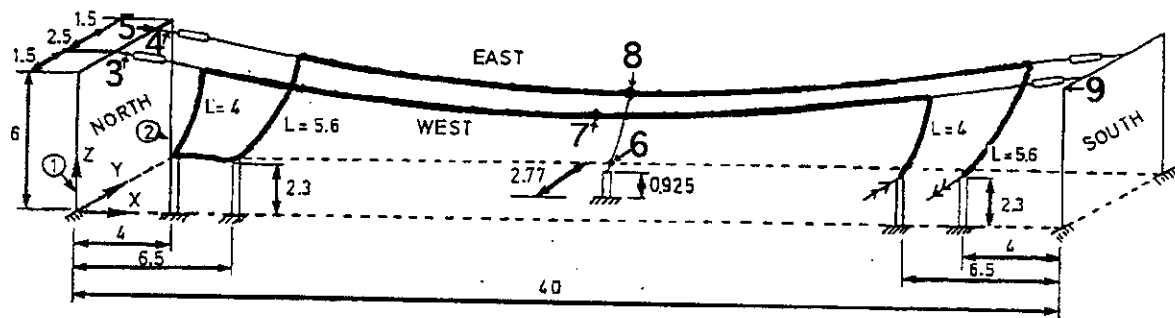 1.5
2.5
1.5
5
4
3
6
NORTH
1
2
Z
Y
X
L = 4
L = 5.6
EAST
WEST
8
7
6
2.3
2.77
0.925
9
SOUTH
L = 4
L = 5.6
2.3
4
6.5
4
6.5
40